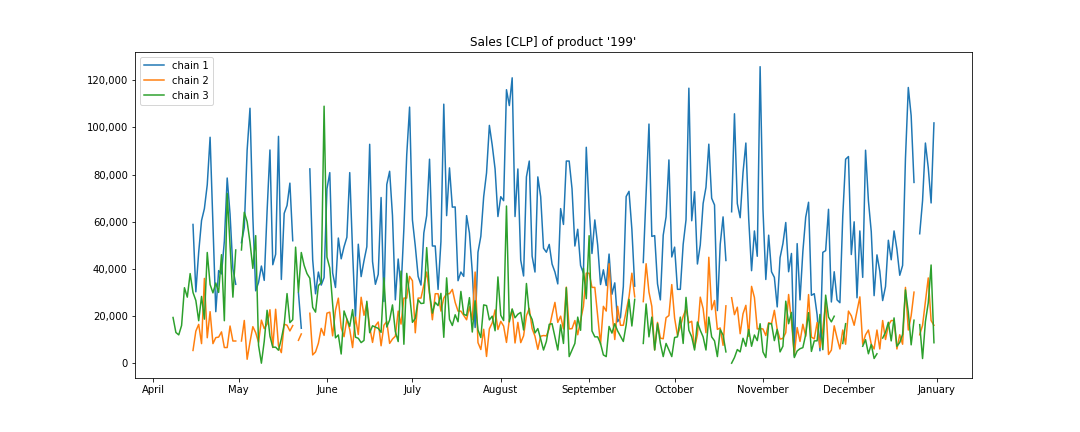 Sales [CLP] of product '199'
chain 1
chain 2
chain 3
120,000
100,000
80,000
60,000
40,000
20,000
0
April May June July August September October November December January